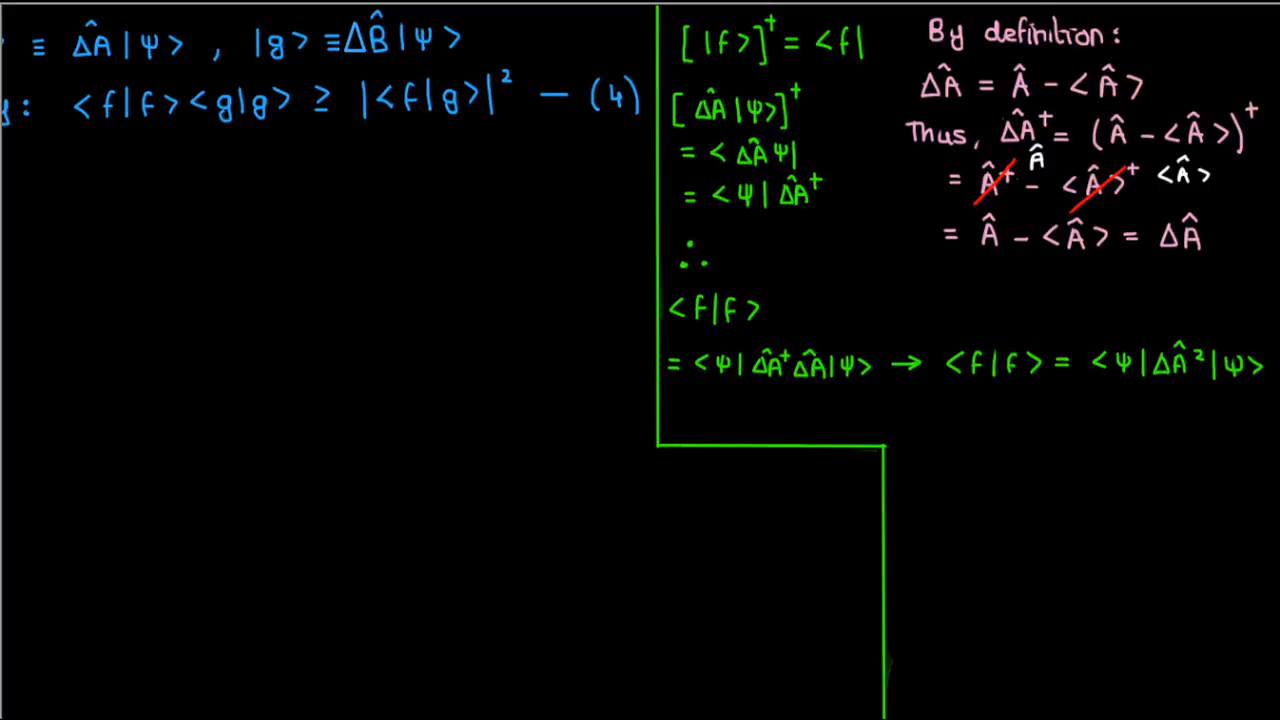 ≡ ΔÂ|Ψ> , |g> ≡ ΔB̂|Ψ>
: <f|f><g|g> ≥ |<f|g>|² — (4)
[|f>]† = <f|
[ΔÂ|Ψ>]†
= <ΔÂΨ|
= <Ψ|ΔÂ†
∴
<f|f>
= <Ψ|ΔÂ†ΔÂ|Ψ> → <f|f> = <Ψ|ΔÂ²|Ψ>
By definition:
ΔÂ = Â - <Â>
Thus, ΔÂ† = (Â - <Â>)†
= Â† Â - <Â>† <Â>
= Â - <Â> = ΔÂ